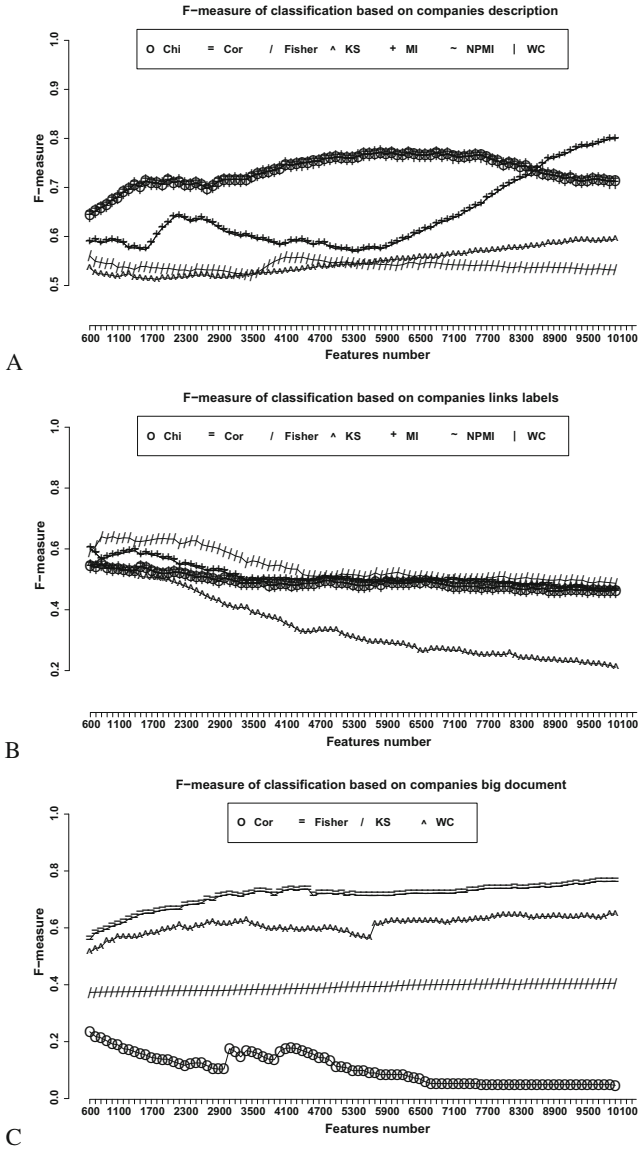 F−measure of classification based on companies description
O Chi = Cor / Fisher ʌ KS + MI ~ NPMI | WC
F−measure
1.0
0.9
0.8
0.7
0.6
0.5
600 1100 1700 2300 2900 3500 4100 4700 5300 5900 6500 7100 7700 8300 8900 9500 10100
Features number
A
F−measure of classification based on companies links labels
O Chi = Cor / Fisher ʌ KS + MI ~ NPMI | WC
F−measure
1.0
0.8
0.6
0.4
0.2
600 1100 1700 2300 2900 3500 4100 4700 5300 5900 6500 7100 7700 8300 8900 9500 10100
Features number
B
F−measure of classification based on companies big document
O Cor = Fisher / KS ʌ WC
F−measure
1.0
0.8
0.6
0.4
0.2
0.0
600 1100 1700 2300 2900 3500 4100 4700 5300 5900 6500 7100 7700 8300 8900 9500 10100
Features number
C